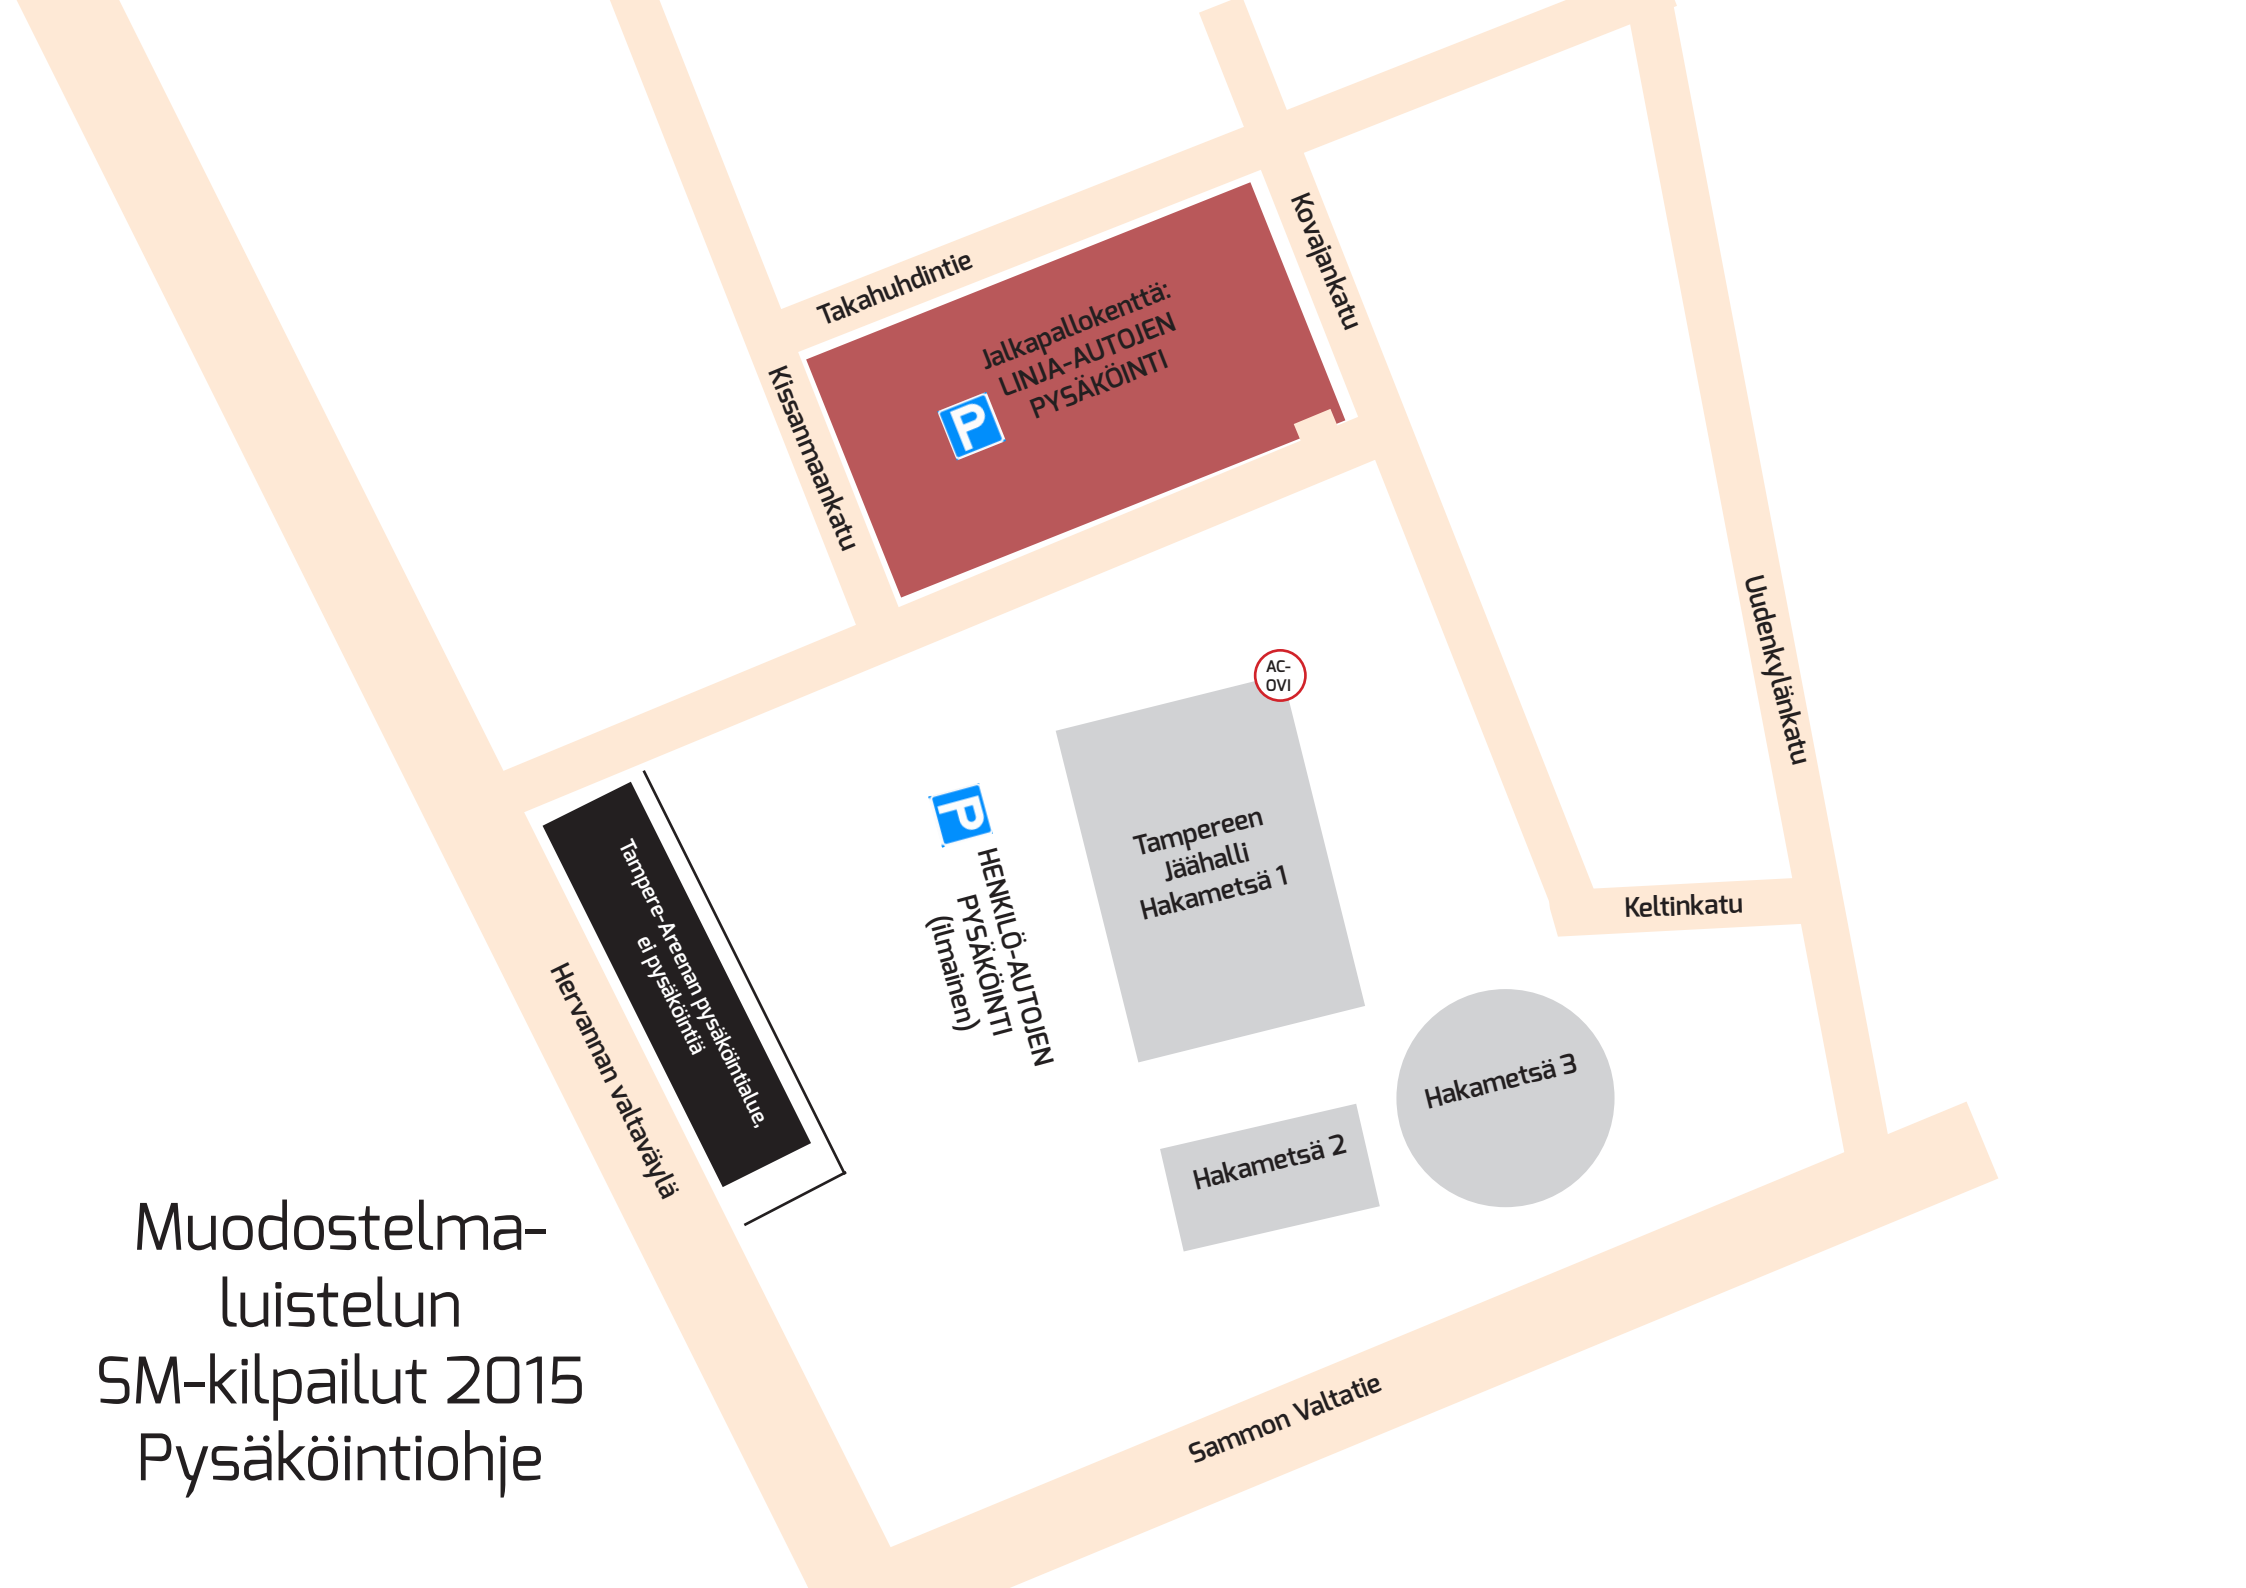 Takahuhdintie
Kovajankatu
Jalkapallokenttä:
LINJA-AUTOJEN
PYSÄKÖINTI
P
Kissanmaankatu
Uudenkylänkatu
AC-
OVI
P
HENKILÖ-AUTOJEN
PYSÄKÖINTI
(ilmainen)
Tampereen
Jäähalli
Hakametsä 1
Keltinkatu
Tampere-Areenan pysäköintialue,
ei pysäköintiä
Hervannan valtaväylä
Hakametsä 3
Hakametsä 2
Sammon Valtatie
Muodostelma-
luistelun
SM-kilpailut 2015
Pysäköintiohje